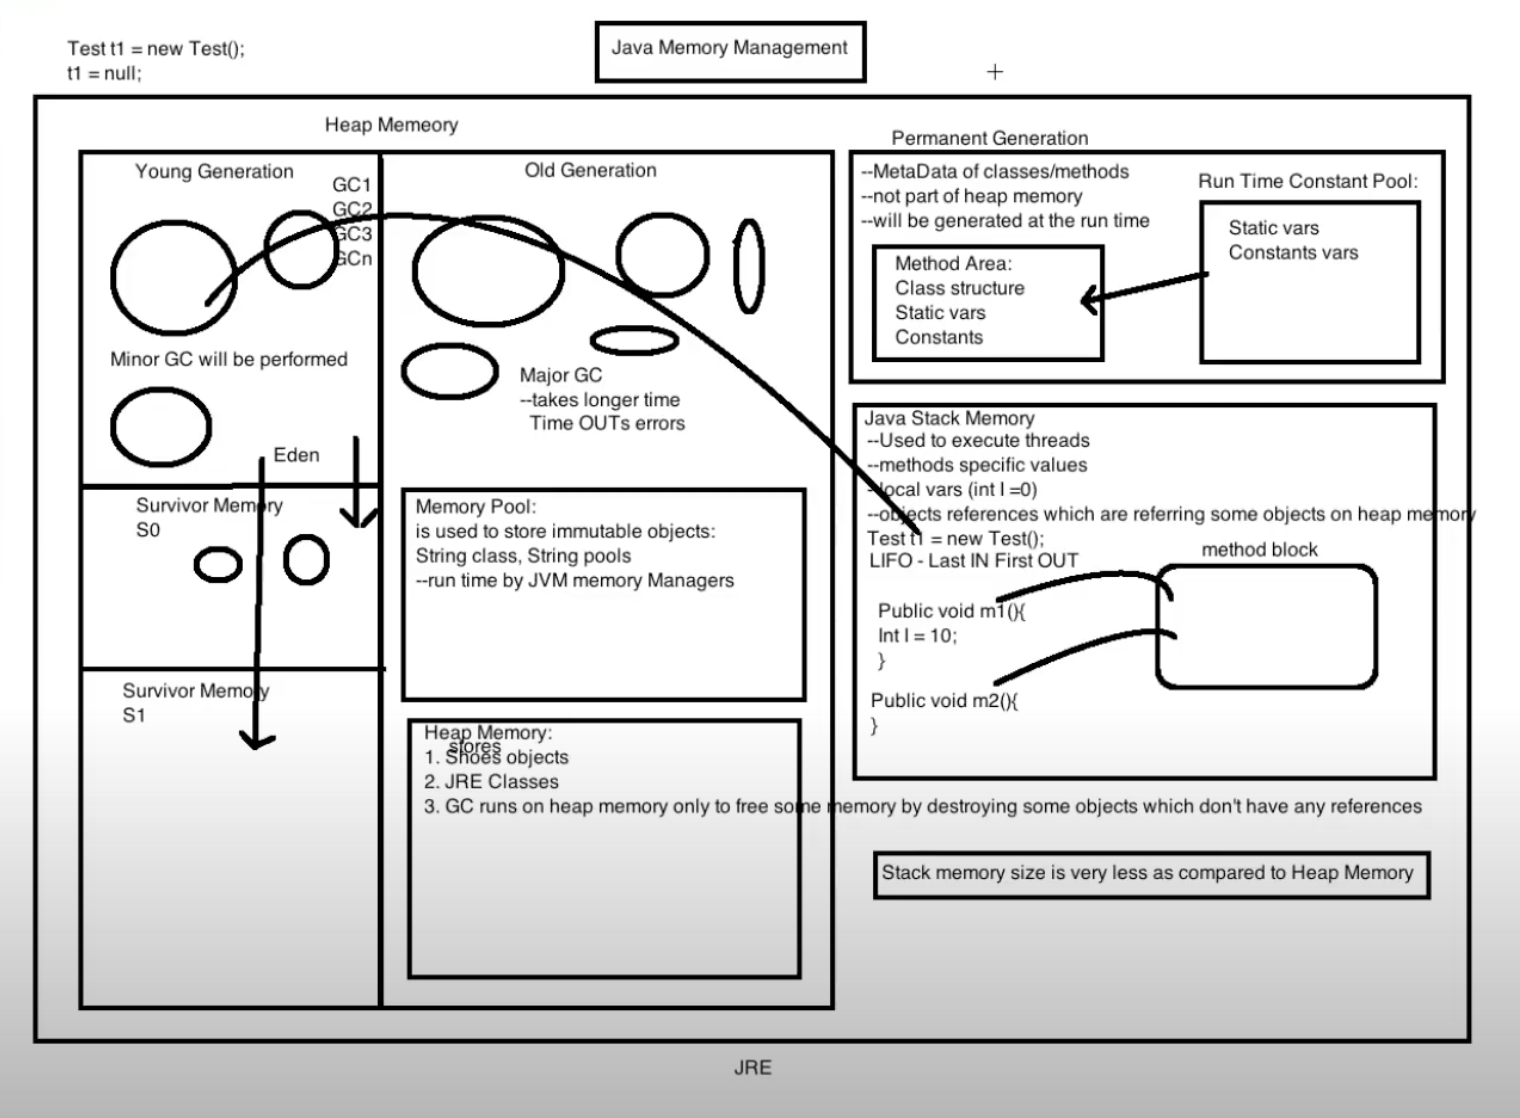 Test t1 = new Test();
t1 = null;
Java Memory Management
Heap Memeory
Young Generation
GC1
GC2
GC3
GCn
Minor GC will be performed
Eden
Survivor Memory
S0
Survivor Memory
S1
Old Generation
Major GC
--takes longer time
Time OUTs errors
Memory Pool:
is used to store immutable objects:
String class, String pools
--run time by JVM memory Managers
Heap Memory:
stores
1. Shoes objects
2. JRE Classes
3. GC runs on heap memory only to free some memory by destroying some objects which don't have any references
Permanent Generation
--MetaData of classes/methods
--not part of heap memory
--will be generated at the run time
Method Area:
Class structure
Static vars
Constants
Run Time Constant Pool:
Static vars
Constants vars
Java Stack Memory
--Used to execute threads
--methods specific values
--local vars (int I =0)
--objects references which are referring some objects on heap memory
Test t1 = new Test();
LIFO - Last IN First OUT
method block
Public void m1(){
Int I = 10;
}
Public void m2(){
}
Stack memory size is very less as compared to Heap Memory
JRE